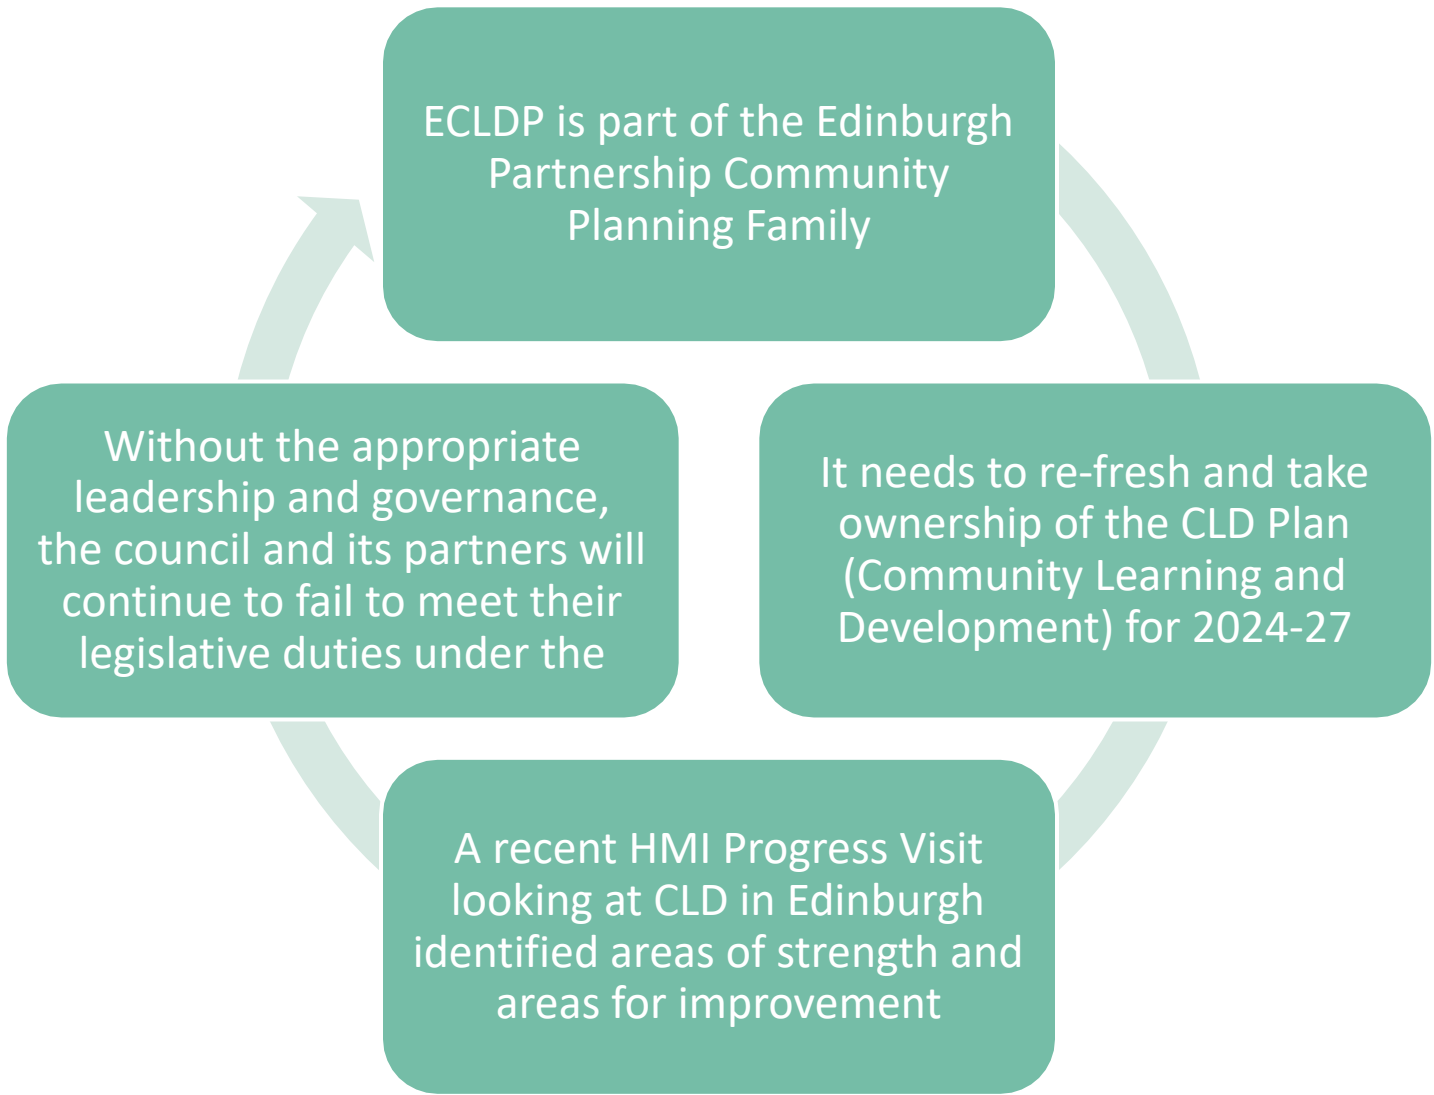 ECLDP is part of the Edinburgh
Partnership Community
Planning Family
It needs to re-fresh and take
ownership of the CLD Plan
(Community Learning and
Development) for 2024-27
A recent HMI Progress Visit
looking at CLD in Edinburgh
identified areas of strength and
areas for improvement
Without the appropriate
leadership and governance,
the council and its partners will
continue to fail to meet their
legislative duties under the